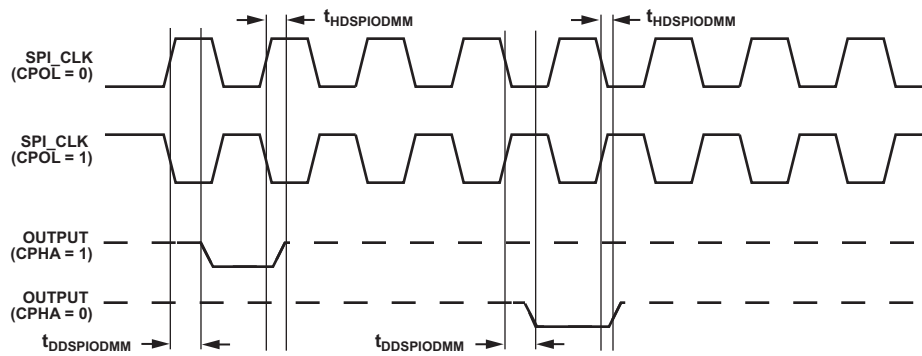 tHDSPIODMM tHDSPIODMM
SPI_CLK
(CPOL = 0)
SPI_CLK
(CPOL = 1)
OUTPUT
(CPHA = 1)
OUTPUT
(CPHA = 0)
tDDSPIODMM tDDSPIODMM